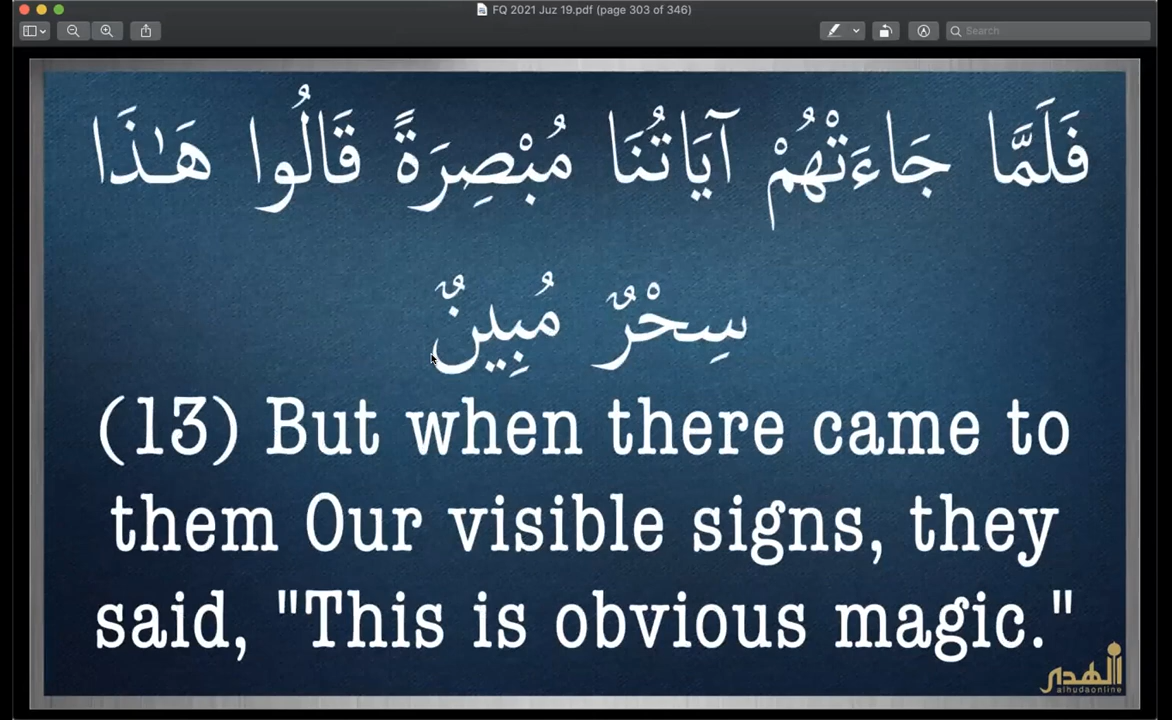 FQ 2021 Juz 19.pdf (page 303 of 346)
Search
فَلَمَّا جَاءَتْهُمْ آيَاتُنَا مُبْصِرَةً قَالُوا هَٰذَا
سِحْرٌ مُبِينٌ
(13) But when there came to
them Our visible signs, they
said, "This is obvious magic."
الهدى
alhudaonline